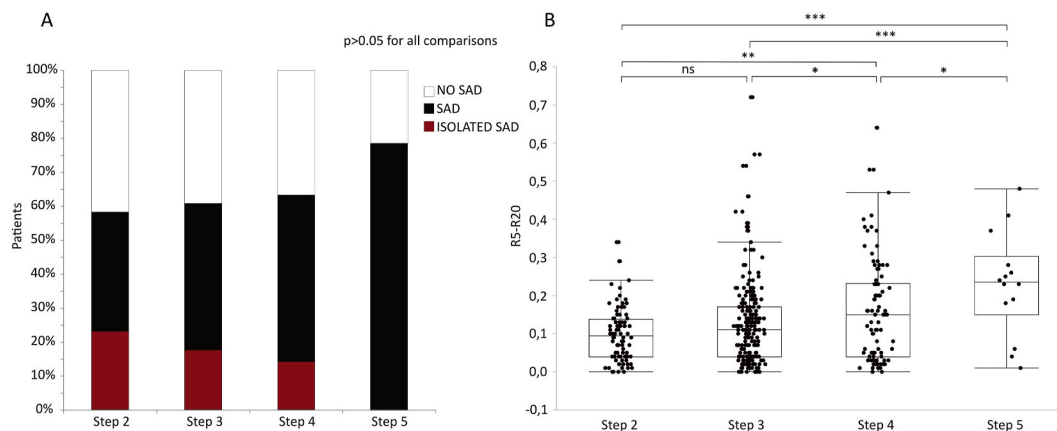 A
p>0.05 for all comparisons
100%
90%
80%
70%
60%
50%
40%
30%
20%
10%
0%
Patients
NO SAD
SAD
ISOLATED SAD
Step 2 Step 3 Step 4 Step 5
B
***
***
**
ns * *
0,8
0,7
0,6
0,5
0,4
0,3
0,2
0,1
0,0
-0,1
R5-R20
Step 2 Step 3 Step 4 Step 5